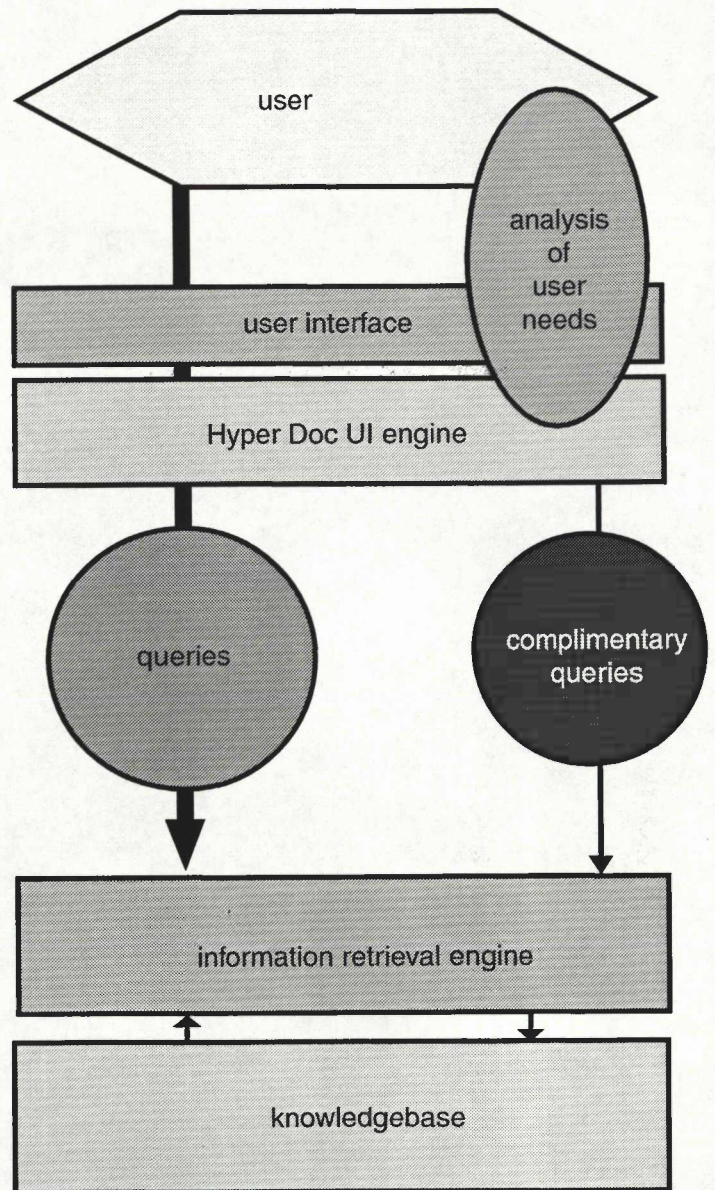 user
analysis
of
user
needs
user interface
Hyper Doc UI engine
queries
complimentary
queries
information retrieval engine
knowledgebase